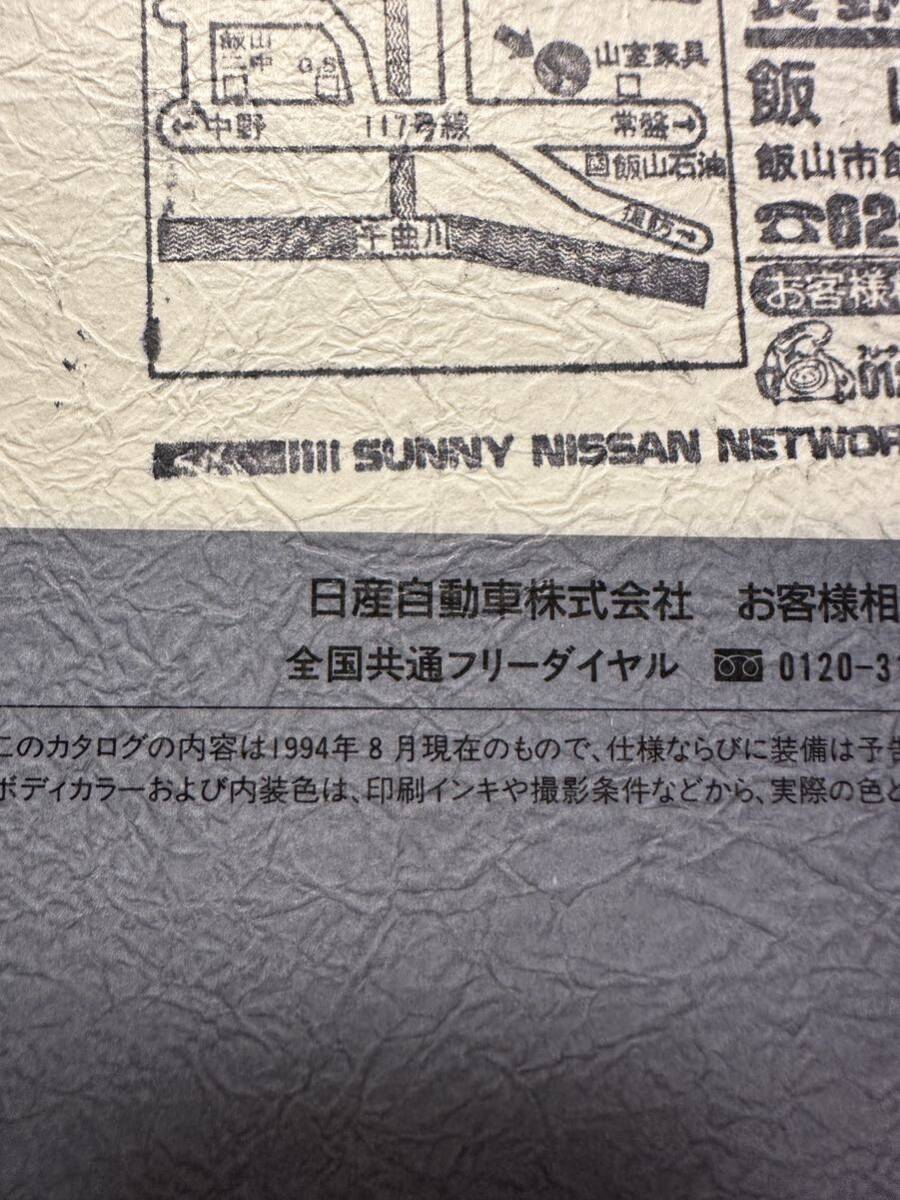 飯山
二中 GS
山室家具
飯
中野 117号線 常盤
飯山石油
飯山市飯
千曲川
☎62
お客様相
SUNNY NISSAN NETWOR
日産自動車株式会社 お客様相
全国共通フリーダイヤル 0120-3
このカタログの内容は1994年8月現在のもので、仕様ならびに装備は予告
ボディカラーおよび内装色は、印刷インキや撮影条件などから、実際の色と